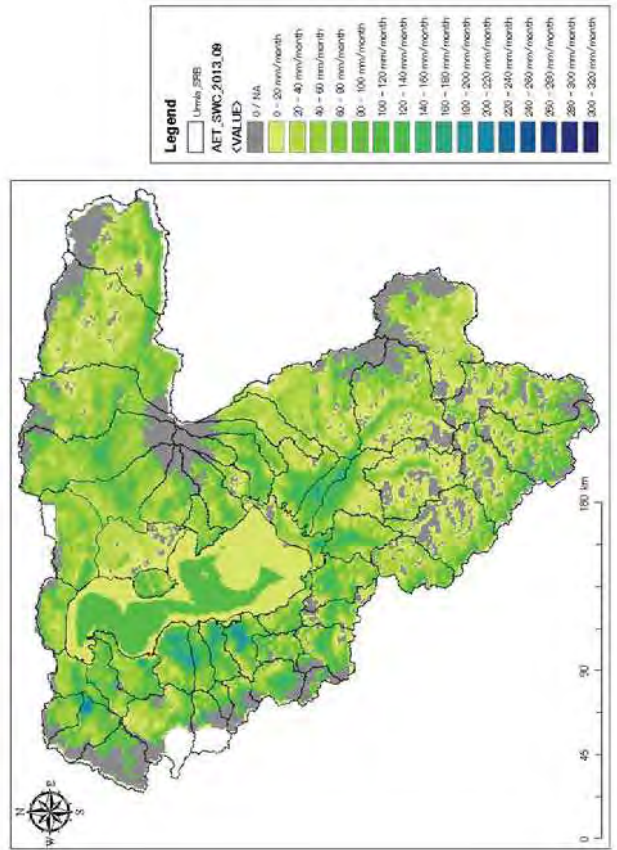 N
W E
S
Legend
Urmia_SRB
AET_SWC_2013_09
<VALUE>
0 / NA
0 - 20 mm/month
20 - 40 mm/month
40 - 60 mm/month
60 - 80 mm/month
80 - 100 mm/month
100 - 120 mm/month
120 - 140 mm/month
140 - 160 mm/month
160 - 180 mm/month
180 - 200 mm/month
200 - 220 mm/month
220 - 240 mm/month
240 - 260 mm/month
260 - 280 mm/month
280 - 300 mm/month
300 - 320 mm/month
0 45 90 180 km